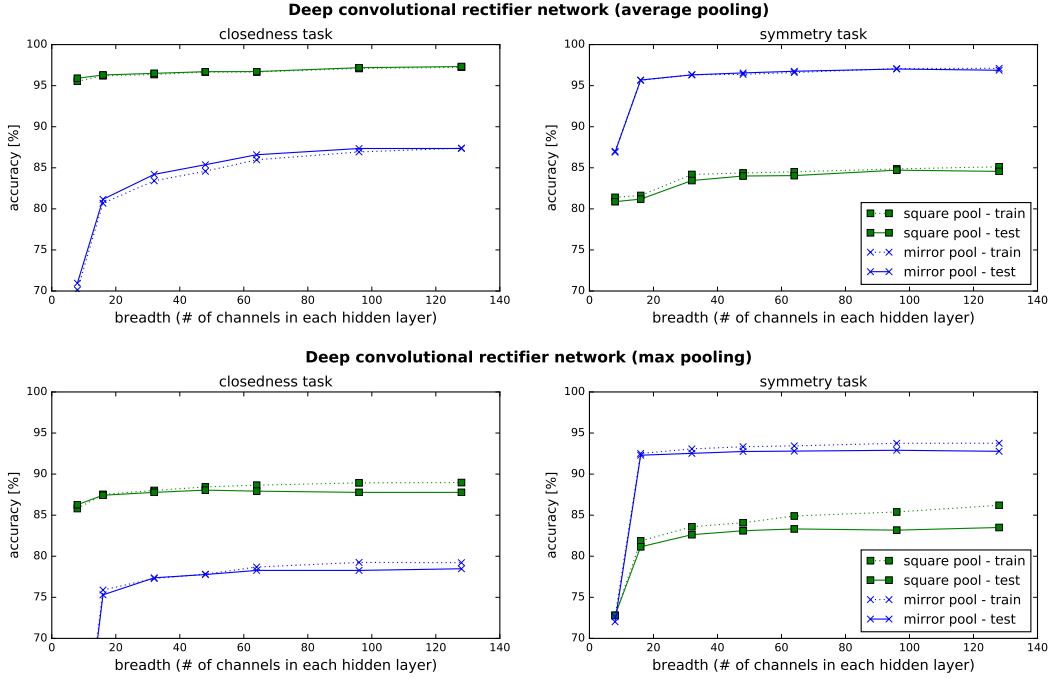 Deep convolutional rectifier network (average pooling)
closedness task
symmetry task
100
95
90
85
80
75
70
accuracy [%]
0 20 40 60 80 100 120 140
breadth (# of channels in each hidden layer)
100
95
90
85
80
75
70
accuracy [%]
square pool - train
square pool - test
mirror pool - train
mirror pool - test
0 20 40 60 80 100 120 140
breadth (# of channels in each hidden layer)
Deep convolutional rectifier network (max pooling)
closedness task
symmetry task
100
95
90
85
80
75
70
accuracy [%]
0 20 40 60 80 100 120 140
breadth (# of channels in each hidden layer)
100
95
90
85
80
75
70
accuracy [%]
square pool - train
square pool - test
mirror pool - train
mirror pool - test
0 20 40 60 80 100 120 140
breadth (# of channels in each hidden layer)